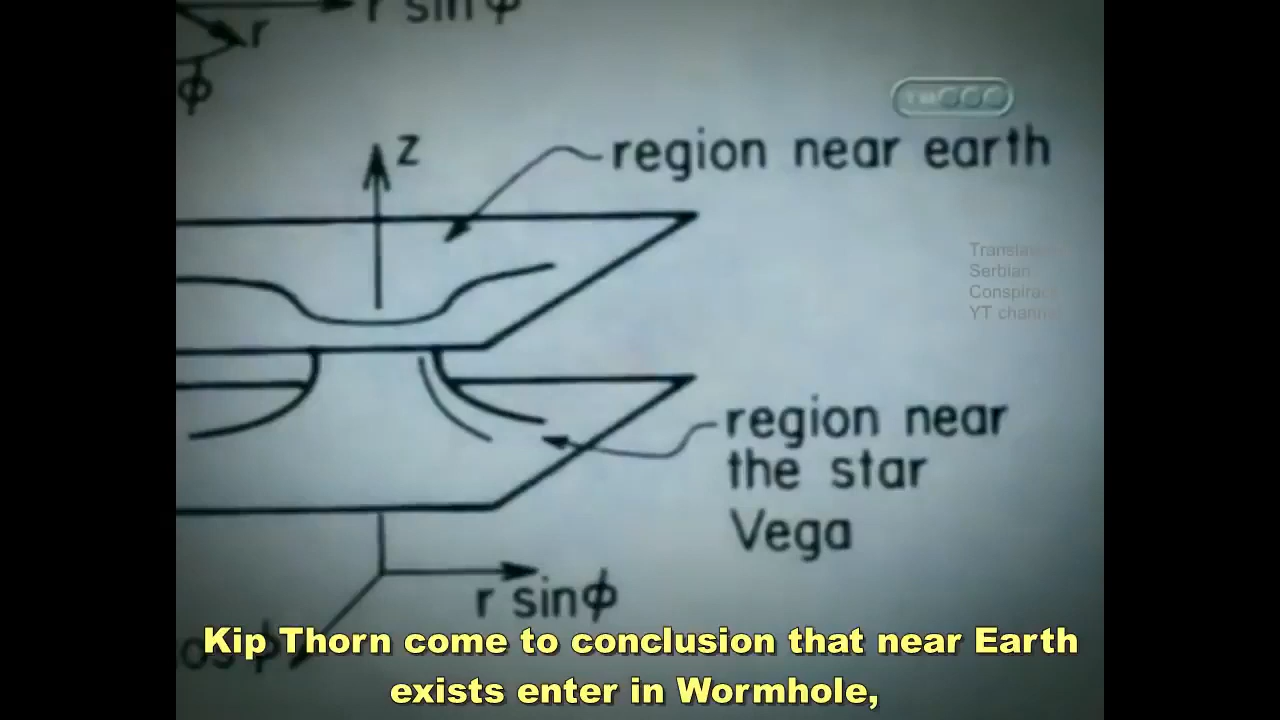 r sinϕ
r
ϕ
z
region near earth
Serbian
region near
the star
Vega
r sinϕ
Kip Thorn come to conclusion that near Earth
exists enter in Wormhole,